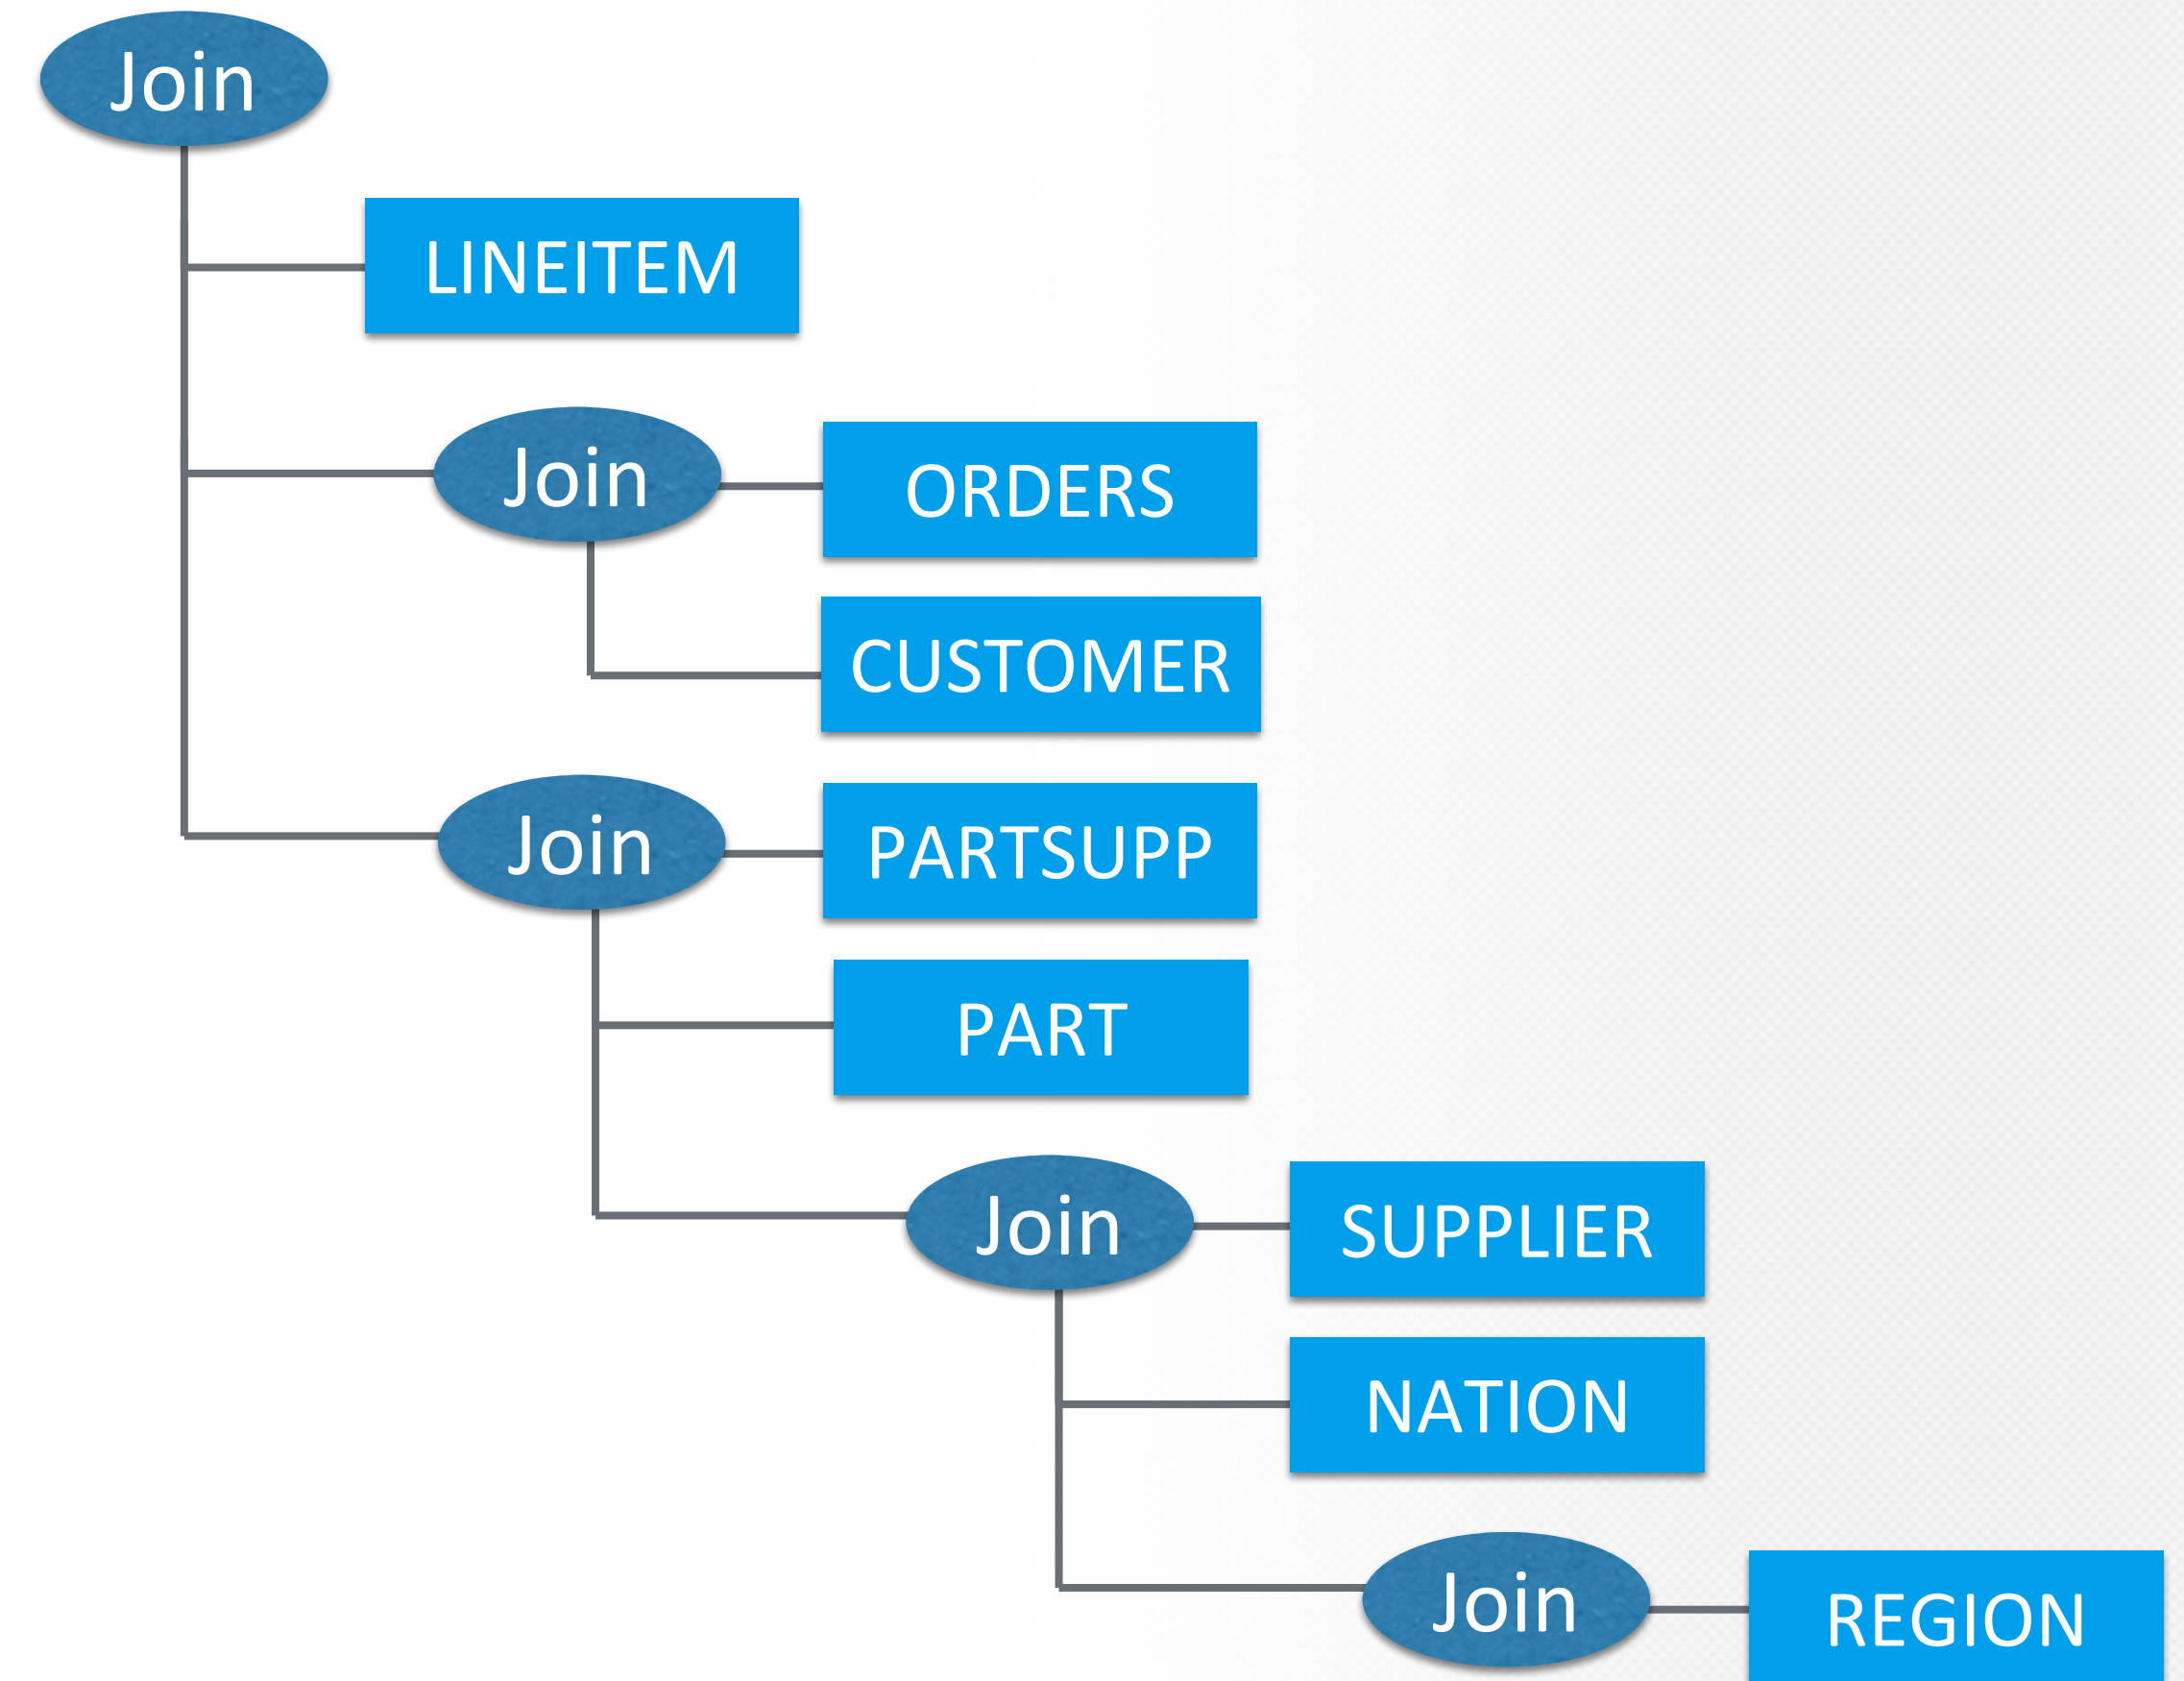 Join
LINEITEM
Join
ORDERS
CUSTOMER
Join
PARTSUPP
PART
Join
SUPPLIER
NATION
Join
REGION